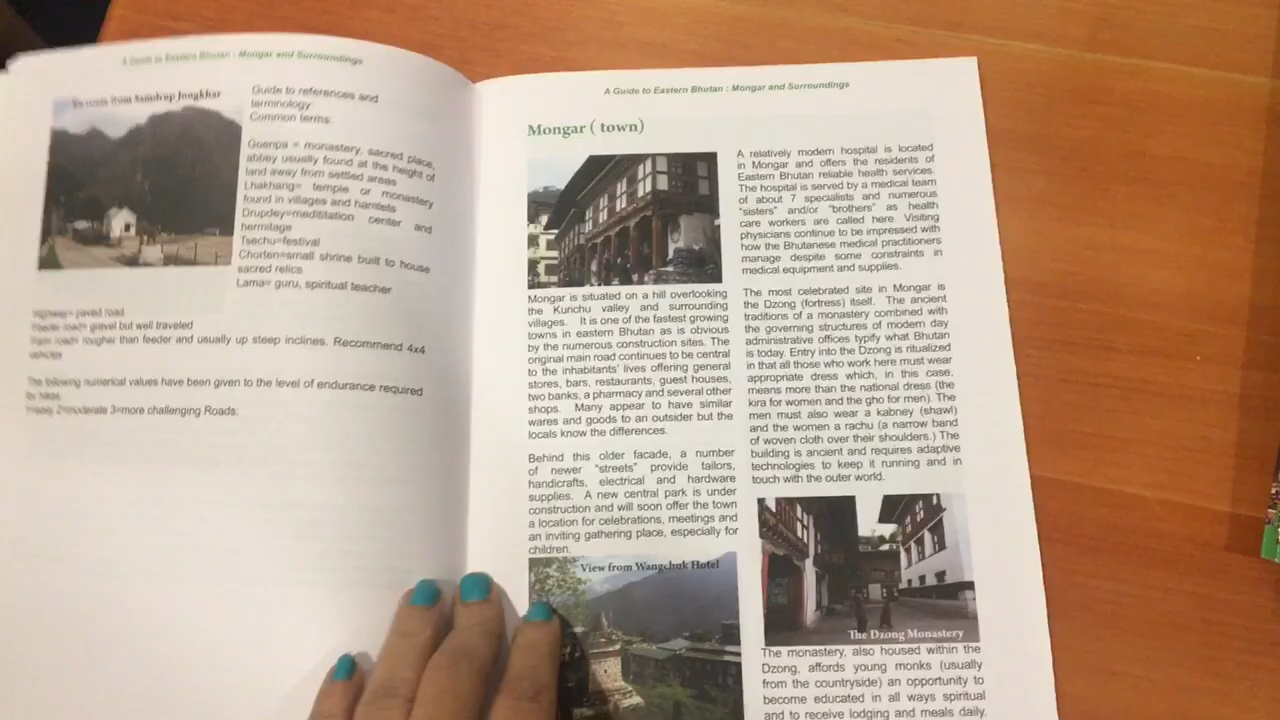 A Guide to Eastern Bhutan - Mongar and Surroundings
from Samdrup Jongkhar
Guide to references and
terminology
Common terms:
Goenpa = monastery, sacred place,
abbey usually found at the height of
land away from settled areas
Lhakhang= temple or monastery
found in villages and hamlets
Drupdey=medititation center and
hermitage
Tsechu=festival
Chorten=small shrine built to house
sacred relics
Lama= guru, spiritual teacher
Highway= paved road
Feeder road= gravel but well traveled
Farm road= rougher than feeder and usually up steep inclines. Recommend 4x4
vehicles
The following numerical values have been given to the level of endurance required
by hikes
2=moderate 3=more challenging Roads:
A Guide to Eastern Bhutan : Mongar and Surroundings
Mongar ( town)
Mongar is situated on a hill overlooking
the Kurichu valley and surrounding
villages. It is one of the fastest growing
towns in eastern Bhutan as is obvious
by the numerous construction sites. The
original main road continues to be central
to the inhabitants' lives offering general
stores, bars, restaurants, guest houses,
two banks, a pharmacy and several other
shops. Many appear to have similar
wares and goods to an outsider but the
locals know the differences.
Behind this older facade, a number
of newer "streets" provide tailors,
handicrafts, electrical and hardware
supplies. A new central park is under
construction and will soon offer the town
a location for celebrations, meetings and
an inviting gathering place, especially for
children.
View from Wangchuk Hotel
A relatively modern hospital is located
in Mongar and offers the residents of
Eastern Bhutan reliable health services.
The hospital is served by a medical team
of about 7 specialists and numerous
"sisters" and/or "brothers" as health
care workers are called here. Visiting
physicians continue to be impressed with
how the Bhutanese medical practitioners
manage despite some constraints in
medical equipment and supplies.
The most celebrated site in Mongar is
the Dzong (fortress) itself. The ancient
traditions of a monastery combined with
the governing structures of modern day
administrative offices typify what Bhutan
is today. Entry into the Dzong is ritualized
in that all those who work here must wear
appropriate dress which, in this case,
means more than the national dress (the
kira for women and the gho for men). The
men must also wear a kabney (shawl)
and the women a rachu (a narrow band
of woven cloth over their shoulders.) The
building is ancient and requires adaptive
technologies to keep it running and in
touch with the outer world.
The Dzong Monastery
The monastery, also housed within the
Dzong, affords young monks (usually
from the countryside) an opportunity to
become educated in all ways spiritual
and to receive lodging and meals daily.